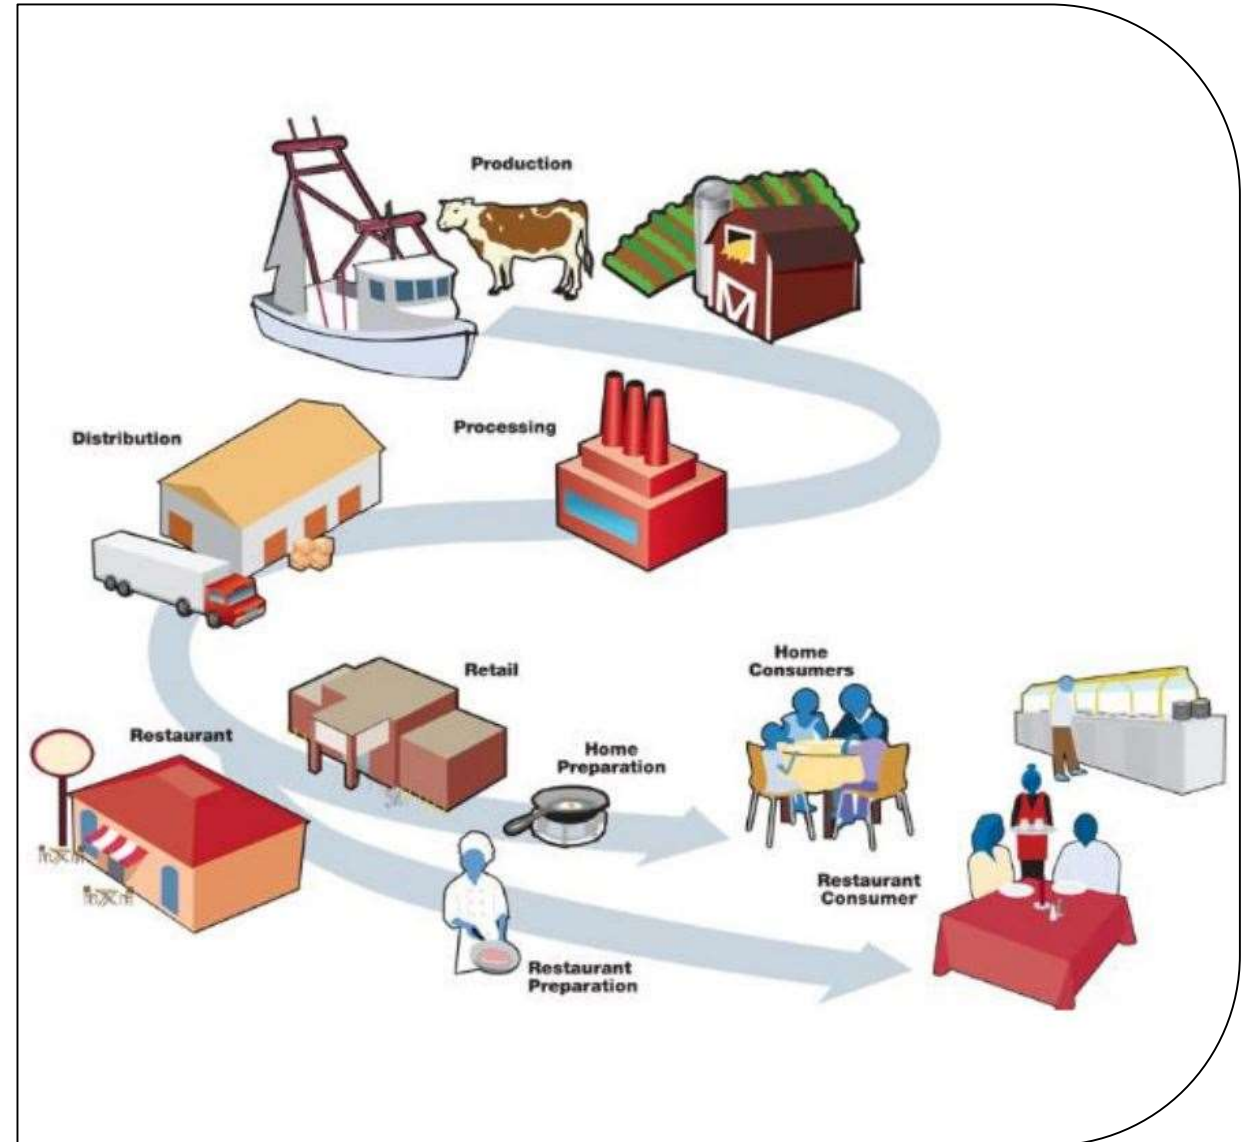 Production
Distribution
Processing
Retail
Home
Consumers
Restaurant
Home
Preparation
Restaurant
Consumer
Restaurant
Preparation